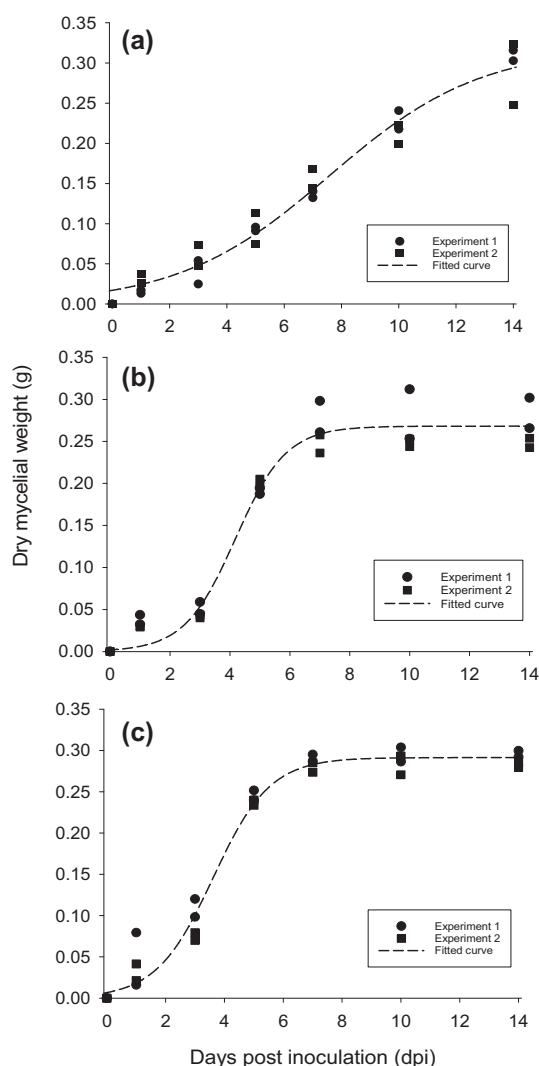 (a)
0.35
0.30
0.25
0.20
0.15
0.10
0.05
0.00
Experiment 1
Experiment 2
Fitted curve
0 2 4 6 8 10 12 14
Dry mycelial weight (g)
(b)
0.35
0.30
0.25
0.20
0.15
0.10
0.05
0.00
Experiment 1
Experiment 2
Fitted curve
0 2 4 6 8 10 12 14
(c)
0.35
0.30
0.25
0.20
0.15
0.10
0.05
0.00
Experiment 1
Experiment 2
Fitted curve
0 2 4 6 8 10 12 14
Days post inoculation (dpi)